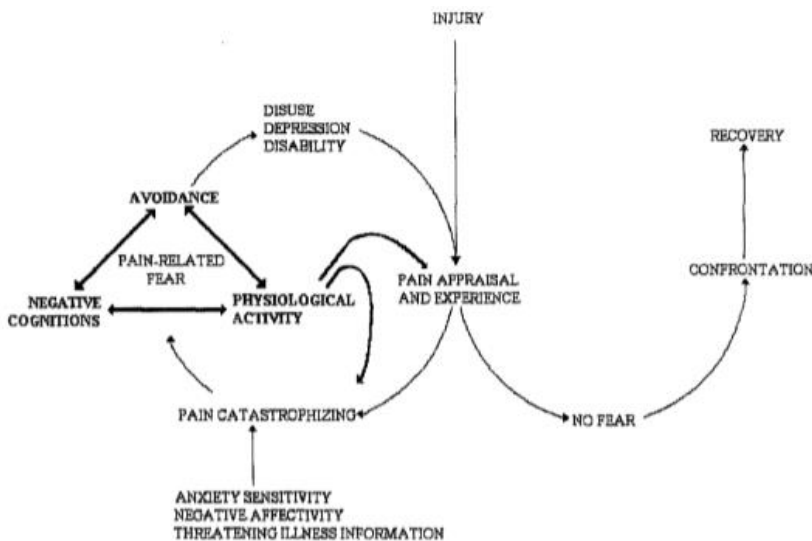 INJURY
DISUSE
DEPRESSION
DISABILITY
RECOVERY
AVOIDANCE
PAIN-RELATED
FEAR
NEGATIVE
COGNITIONS
PHYSIOLOGICAL
ACTIVITY
PAIN APPRAISAL
AND EXPERIENCE
CONFRONTATION
PAIN CATASTROPHIZING
NO FEAR
ANXIETY SENSITIVITY
NEGATIVE AFFECTIVITY
THREATENING ILLNESS INFORMATION